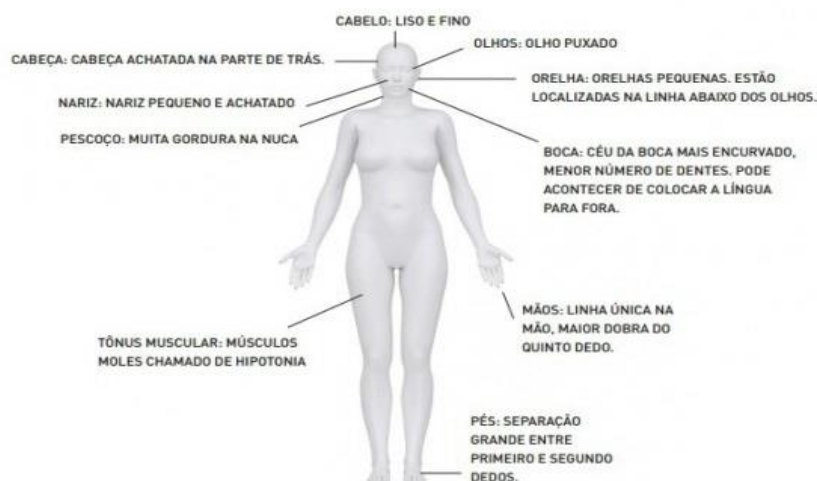 CABELO: LISO E FINO
OLHOS: OLHO PUXADO
CABEÇA: CABEÇA ACHATADA NA PARTE DE TRÁS.
ORELHA: ORELHAS PEQUENAS. ESTÃO
LOCALIZADAS NA LINHA ABAIXO DOS OLHOS.
NARIZ: NARIZ PEQUENO E ACHATADO
PESCOÇO: MUITA GORDURA NA NUCA
BOCA: CÉU DA BOCA MAIS ENCURVADO,
MENOR NÚMERO DE DENTES. PODE
ACONTECER DE COLOCAR A LÍNGUA
PARA FORA.
MÃOS: LINHA ÚNICA NA
MÃO, MAIOR DOBRA DO
QUINTO DEDO.
TÔNUS MUSCULAR: MÚSCULOS
MOLES CHAMADO DE HIPOTONIA
PÉS: SEPARAÇÃO
GRANDE ENTRE
PRIMEIRO E SEGUNDO
DEDOS.